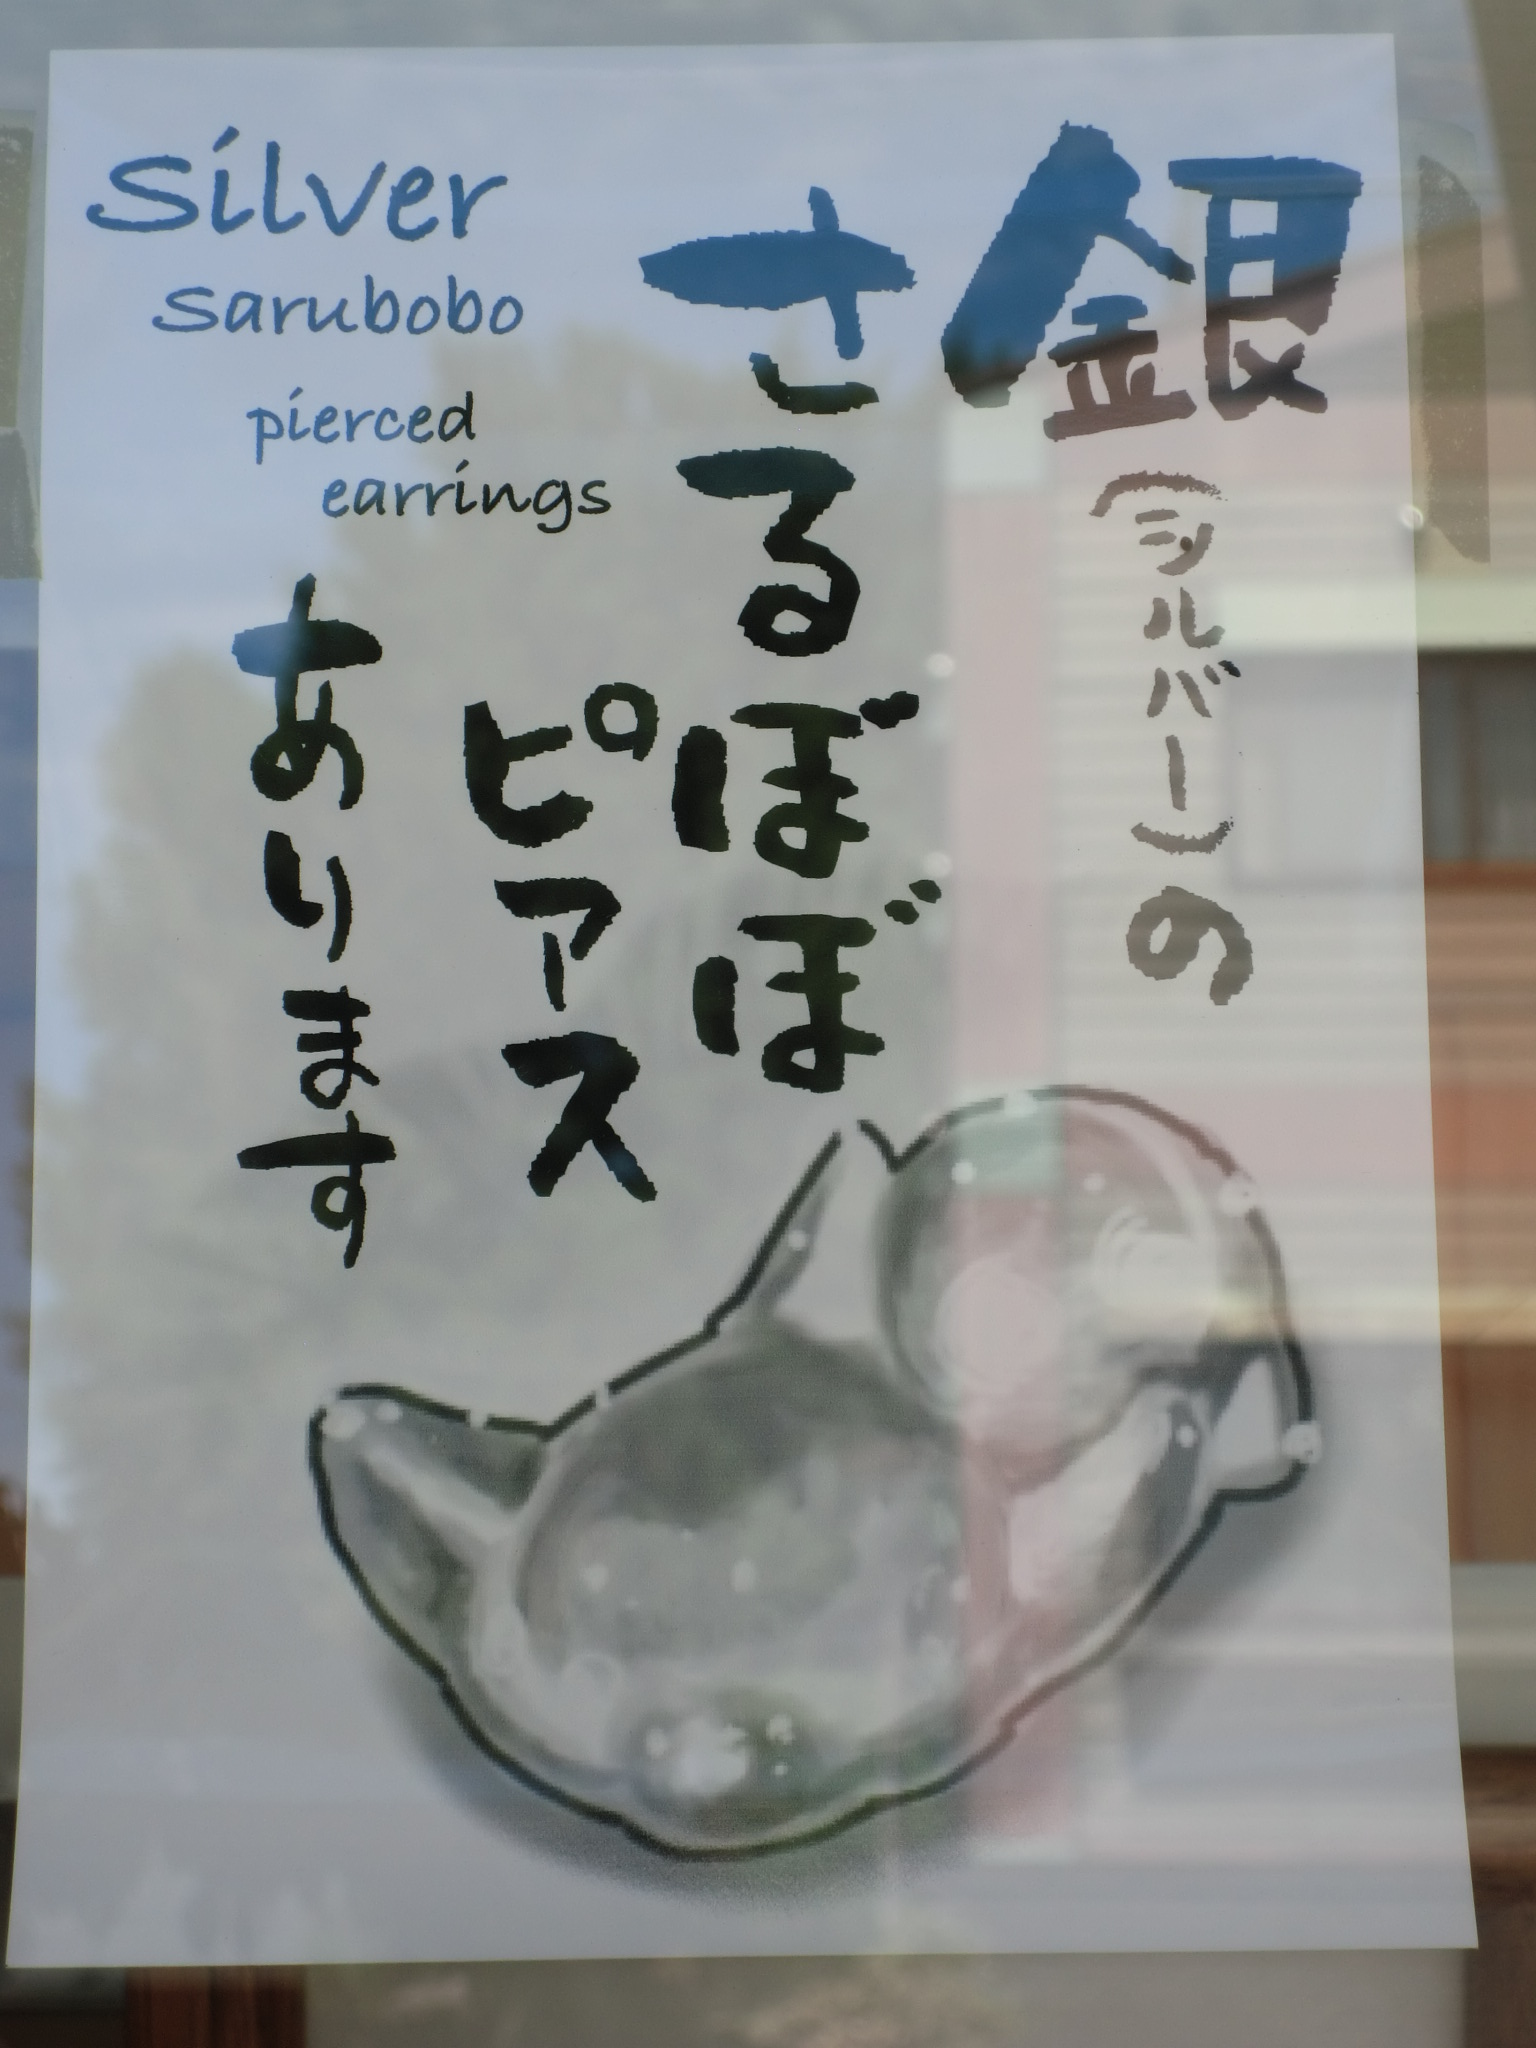 銀(シルバー)の
さるぼぼ
ピアス
あります
Silver
sarubobo
pierced
earrings